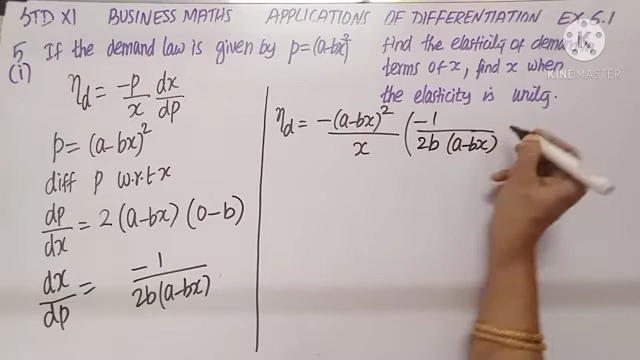 STD XI BUSINESS MATHS APPLICATIONS OF DIFFERENTIATION EX 6.1
5 (i) If the demand law is given by p=(a-bx)²
find the elasticity of demand
terms of x, find x when
the elasticity is unity.
KINEMASTER
ηd = -p/x dx/dp
p = (a-bx)²
diff p w.r.t x
dp/dx = 2(a-bx)(0-b)
dx/dp = -1/2b(a-bx)
ηd = -(a-bx)²/x (-1/2b(a-bx)